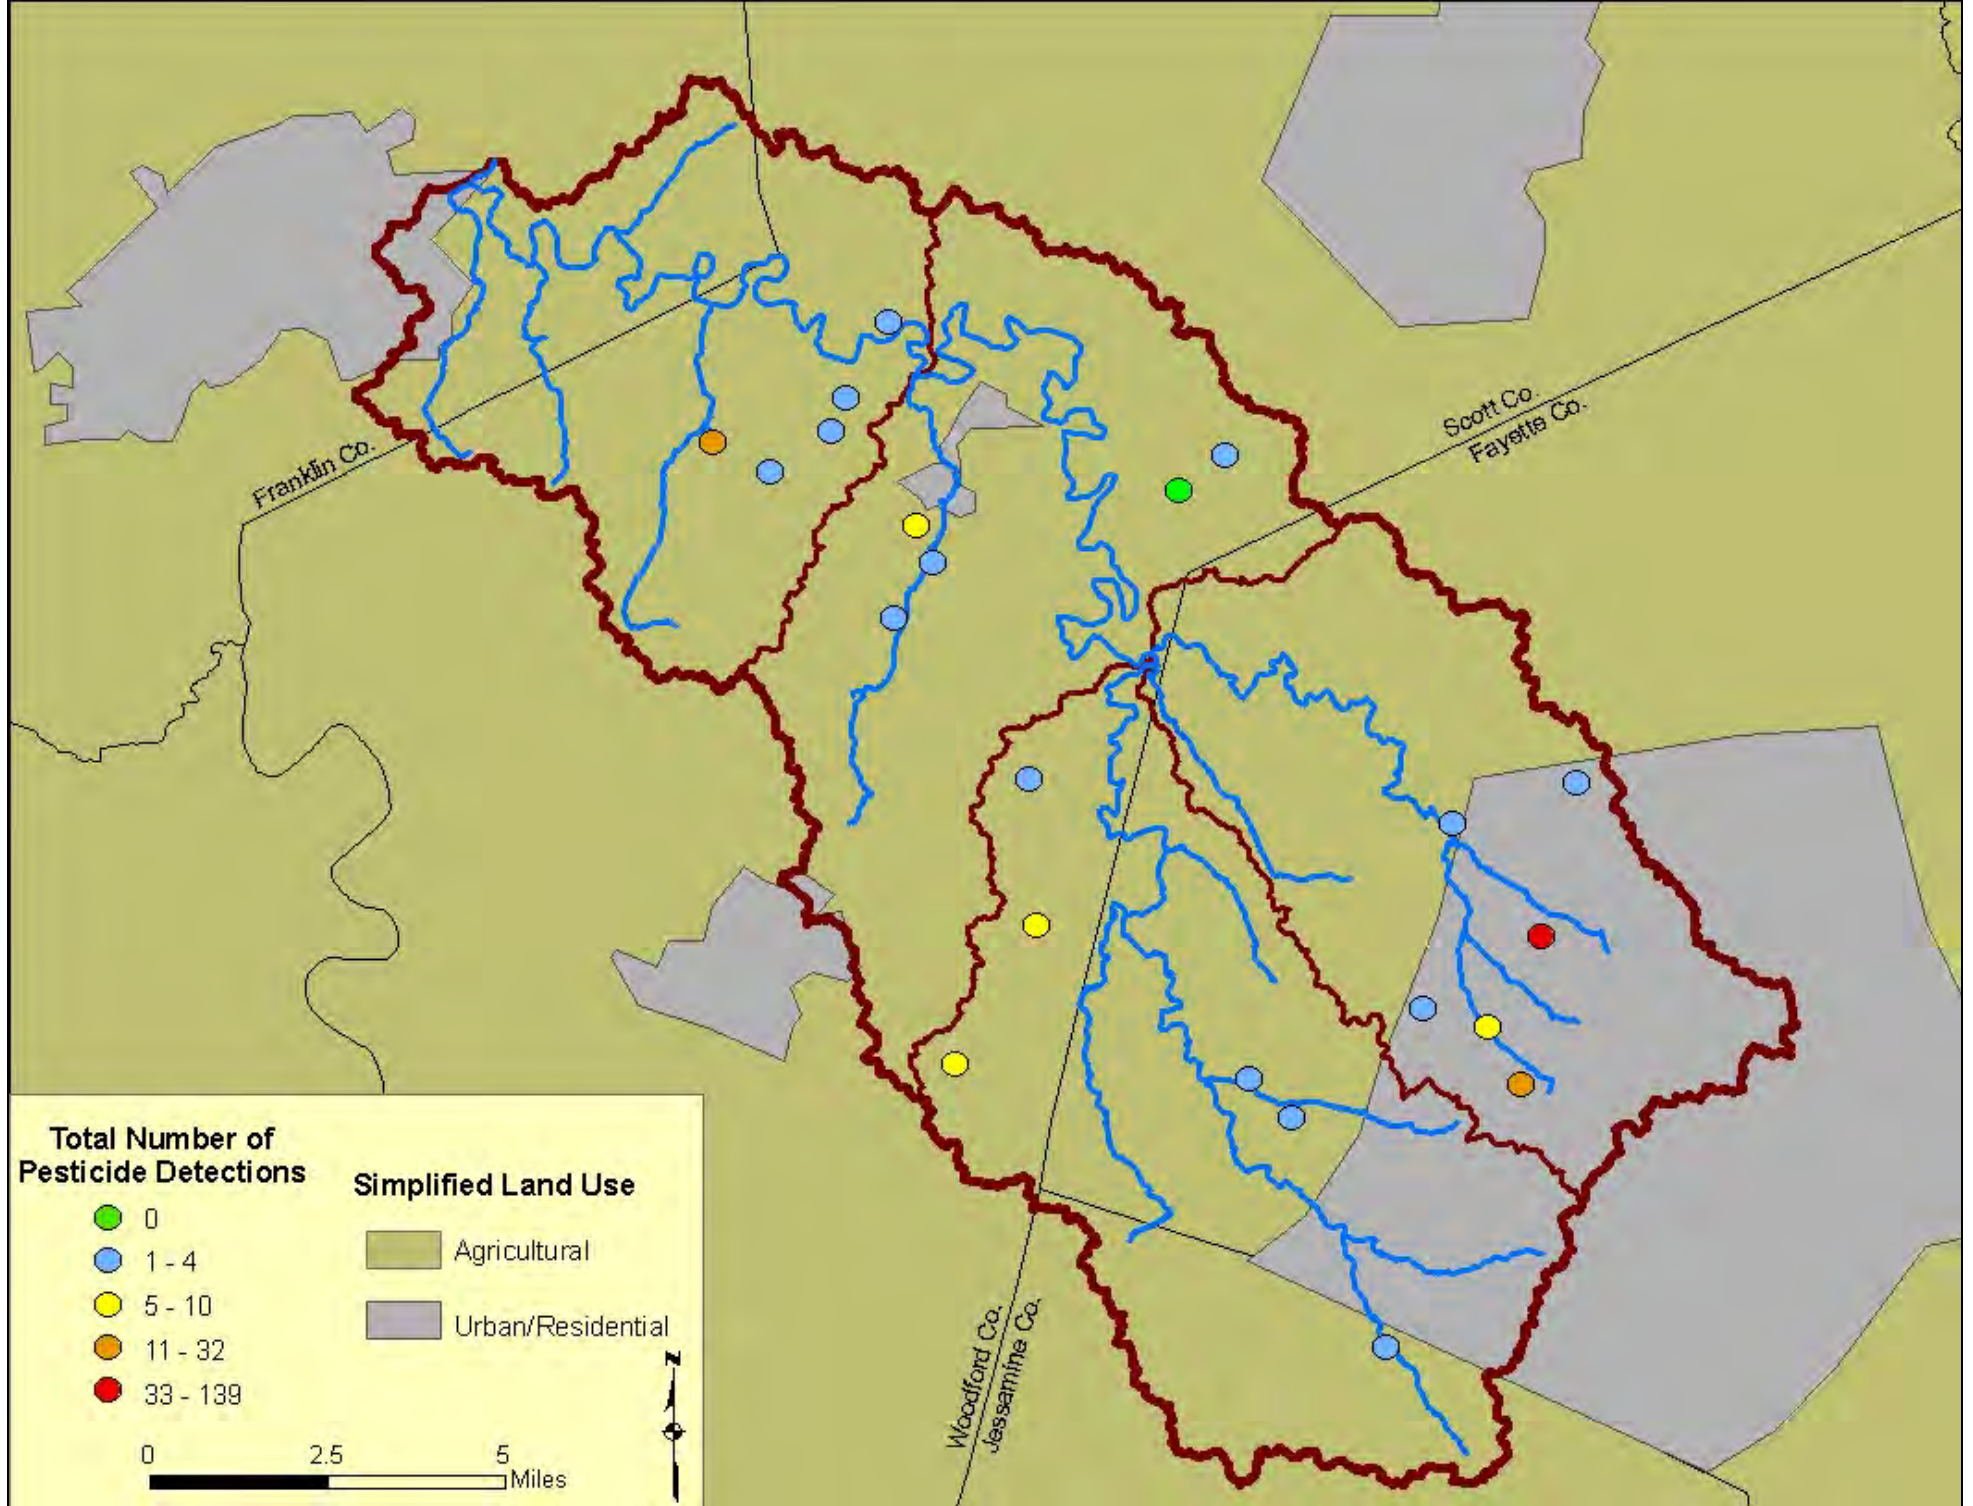 Franklin Co.
Scott Co.
Fayette Co.
Woodford Co.
Jessamine Co.
Total Number of
Pesticide Detections
0
1 - 4
5 - 10
11 - 32
33 - 139
Simplified Land Use
Agricultural
Urban/Residential
N
0 2.5 5
Miles